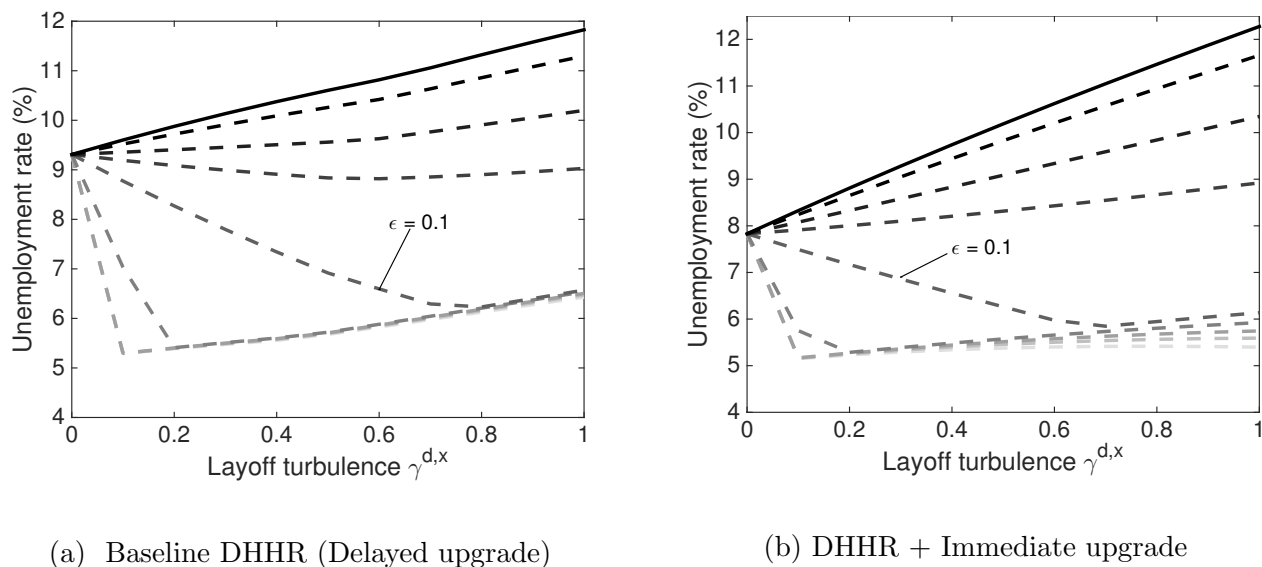 12
11
10
9
8
7
6
5
4
Unemployment rate (%)
ϵ = 0.1
0 0.2 0.4 0.6 0.8 1
Layoff turbulence γ^{d,x}
(a) Baseline DHHR (Delayed upgrade)
12
11
10
9
8
7
6
5
4
Unemployment rate (%)
ϵ = 0.1
0 0.2 0.4 0.6 0.8 1
Layoff turbulence γ^{d,x}
(b) DHHR + Immediate upgrade